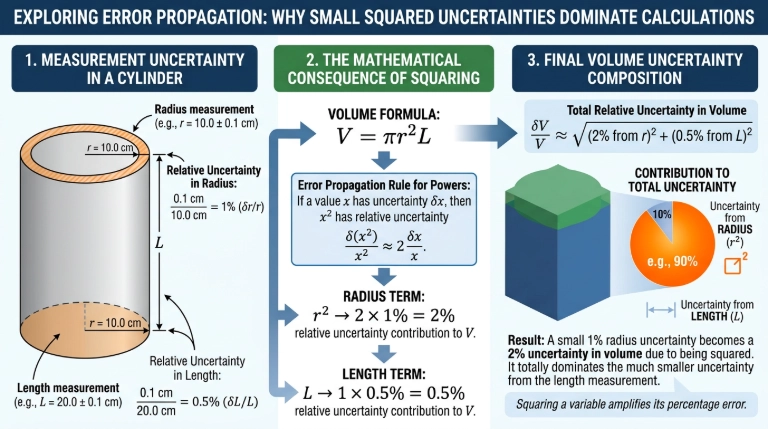 EXPLORING ERROR PROPAGATION: WHY SMALL SQUARED UNCERTAINTIES DOMINATE CALCULATIONS
1. MEASUREMENT UNCERTAINTY
IN A CYLINDER
Radius measurement
(e.g., r = 10.0 ± 0.1 cm)
r = 10.0 cm
Relative Uncertainty
in Radius:
0.1 cm / 10.0 cm = 1% (δr/r)
L
r = 10.0 cm
Length measurement
(e.g., L = 20.0 ± 0.1 cm)
Relative Uncertainty
in Length:
0.1 cm / 20.0 cm = 0.5% (δL/L)
2. THE MATHEMATICAL
CONSEQUENCE OF SQUARING
VOLUME FORMULA:
V = πr²L
Error Propagation Rule for Powers:
If a value x has uncertainty δx, then
x² has relative uncertainty
δ(x²) / x² ≈ 2 δx / x.
RADIUS TERM:
r² → 2 × 1% = 2%
relative uncertainty contribution to V.
LENGTH TERM:
L → 1 × 0.5% = 0.5%
relative uncertainty contribution to V.
3. FINAL VOLUME UNCERTAINTY
COMPOSITION
Total Relative Uncertainty in Volume
δV / V ≈ √(2% from r)² + (0.5% from L)²
CONTRIBUTION TO
TOTAL UNCERTAINTY
10%
e.g., 90%
Uncertainty
from
RADIUS
(r²)
2
Uncertainty from
LENGTH (L)
Result: A small 1% radius uncertainty becomes a
2% uncertainty in volume due to being squared.
It totally dominates the much smaller uncertainty
from the length measurement.
Squaring a variable amplifies its percentage error.